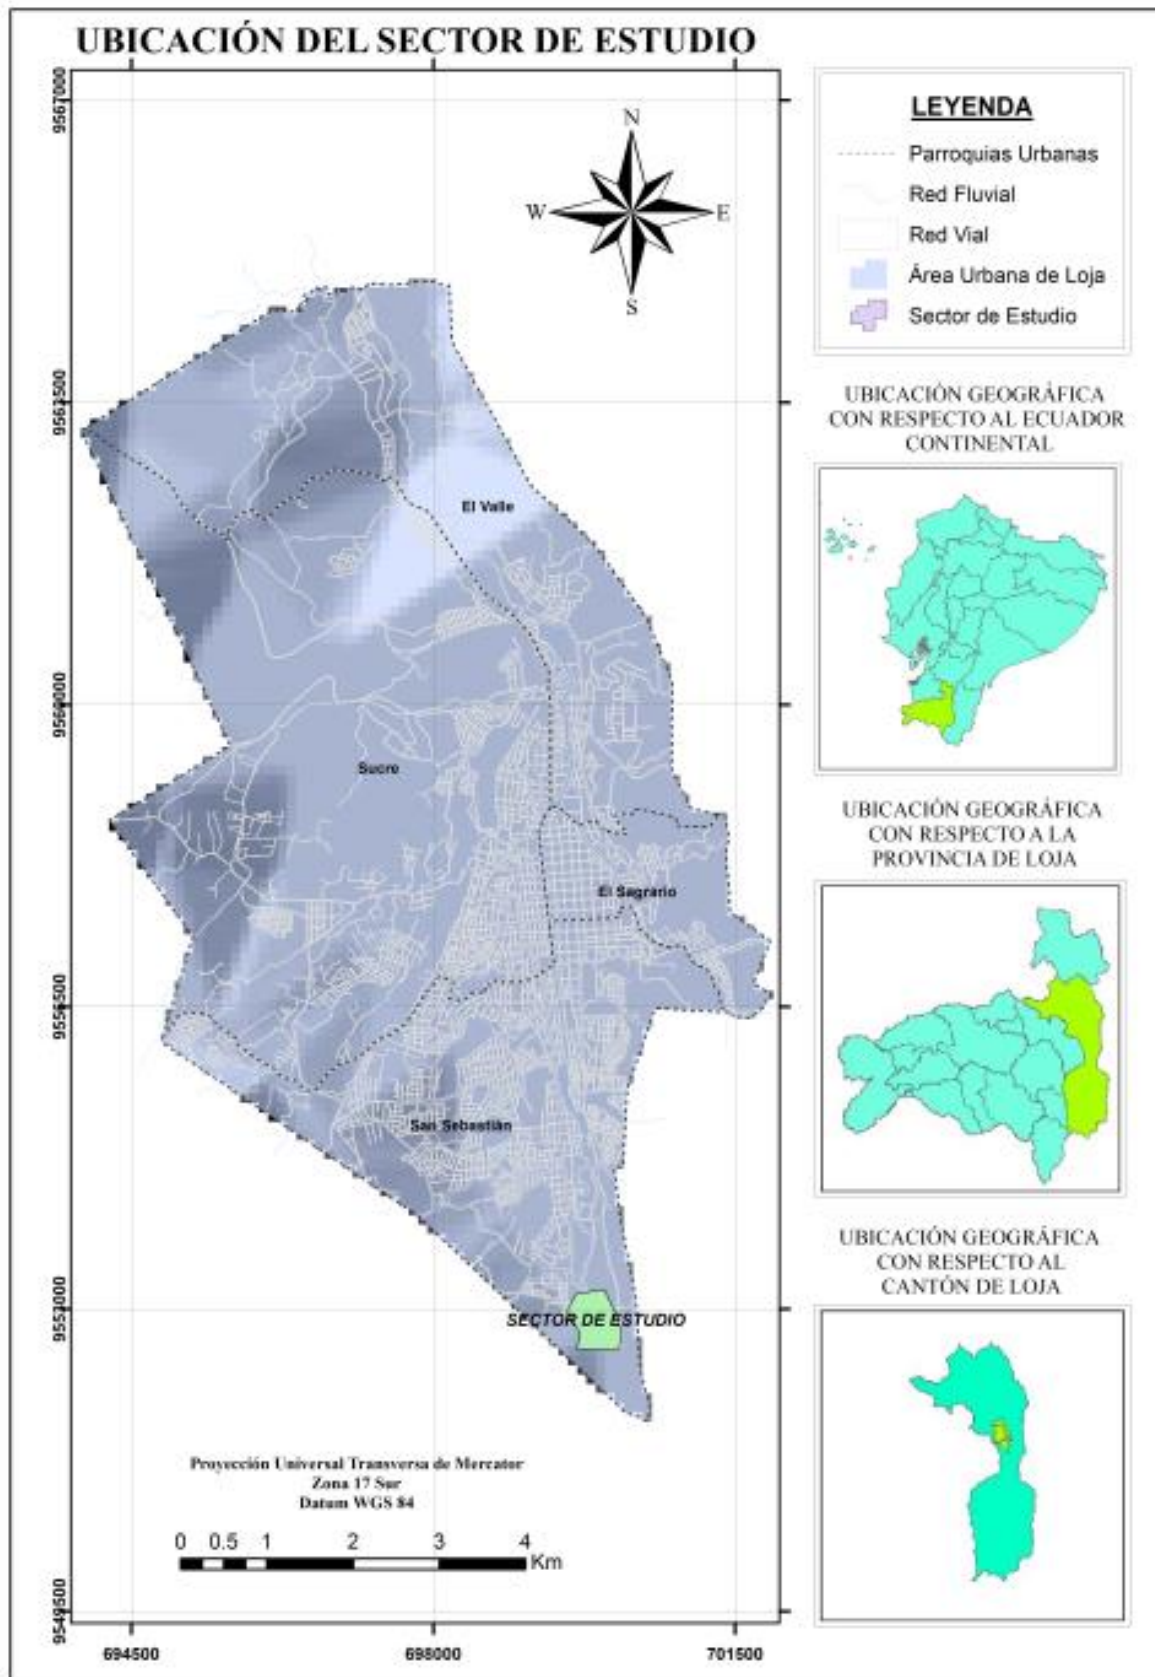 UBICACIÓN DEL SECTOR DE ESTUDIO
9567000
9563500
9560000
9556500
9553000
9549500
694500
698000
701500
N
W
E
S
El Valle
Sucre
El Sagrario
San Sebastián
SECTOR DE ESTUDIO
Proyección Universal Transversa de Mercator
Zona 17 Sur
Datum WGS 84
0 0.5 1 2 3 4
Km
LEYENDA
Parroquias Urbanas
Red Fluvial
Red Vial
Área Urbana de Loja
Sector de Estudio
UBICACIÓN GEOGRÁFICA
CON RESPECTO AL ECUADOR
CONTINENTAL
UBICACIÓN GEOGRÁFICA
CON RESPECTO A LA
PROVINCIA DE LOJA
UBICACIÓN GEOGRÁFICA
CON RESPECTO AL
CANTÓN DE LOJA